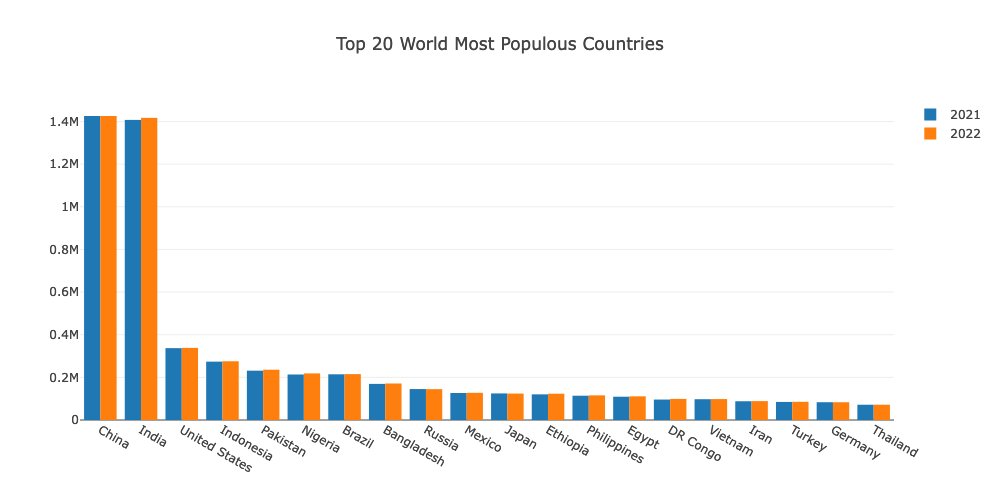 Top 20 World Most Populous Countries
2021
2022
1.4M
1.2M
1M
0.8M
0.6M
0.4M
0.2M
0
China
India
United States
Indonesia
Pakistan
Nigeria
Brazil
Bangladesh
Russia
Mexico
Japan
Ethiopia
Philippines
Egypt
DR Congo
Vietnam
Iran
Turkey
Germany
Thailand